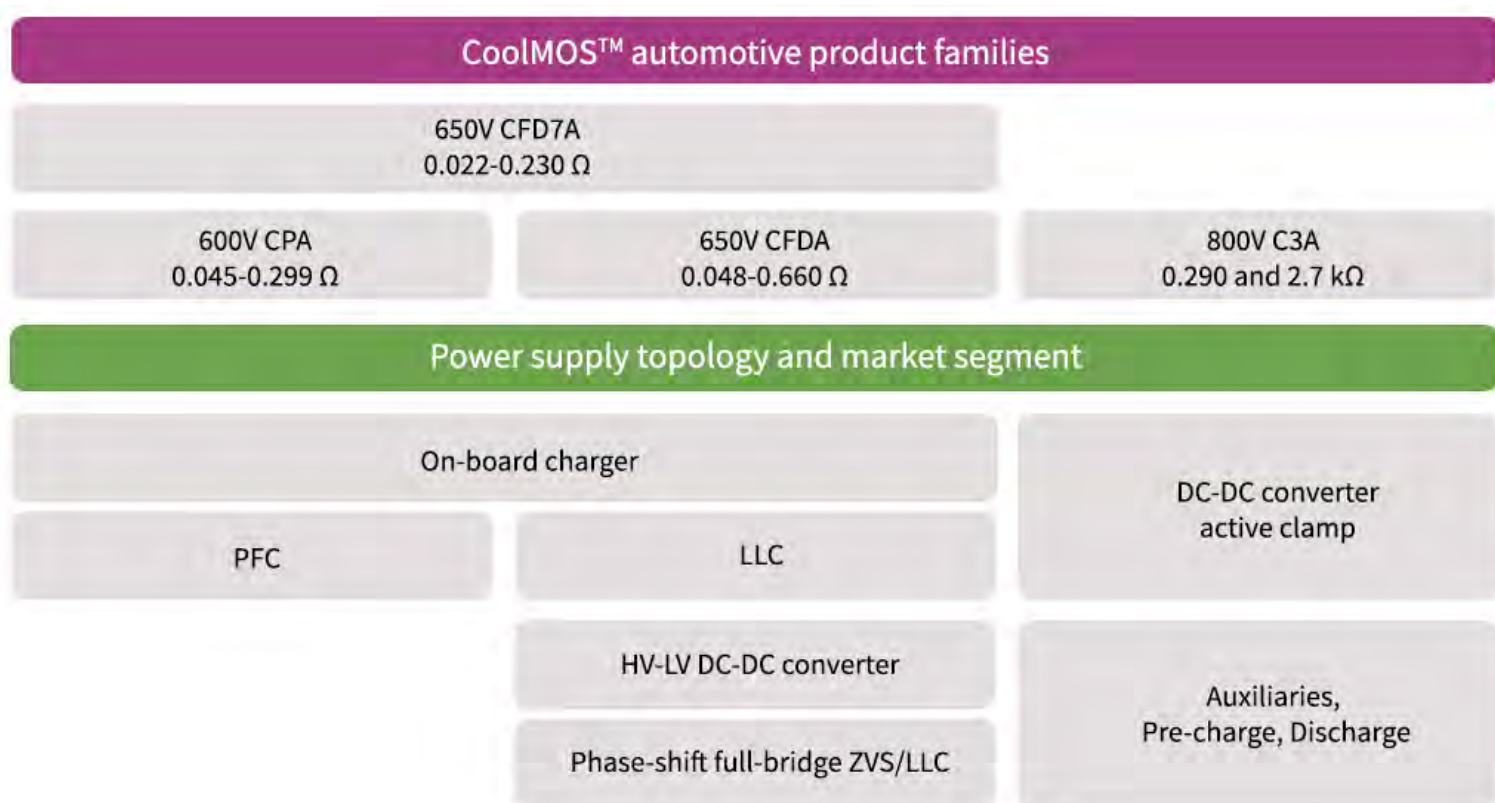 CoolMOS™ automotive product families
650V CFD7A
0.022-0.230 Ω
600V CPA
0.045-0.299 Ω
650V CFDA
0.048-0.660 Ω
800V C3A
0.290 and 2.7 kΩ
Power supply topology and market segment
On-board charger
DC-DC converter
active clamp
PFC
LLC
HV-LV DC-DC converter
Auxiliaries,
Pre-charge, Discharge
Phase-shift full-bridge ZVS/LLC